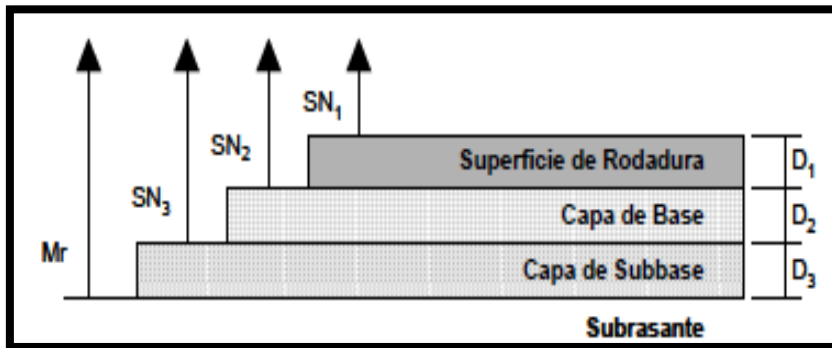 SN₁
Superficie de Rodadura
D₁
SN₂
Capa de Base
D₂
SN₃
Capa de Subbase
D₃
Mr
Subrasante